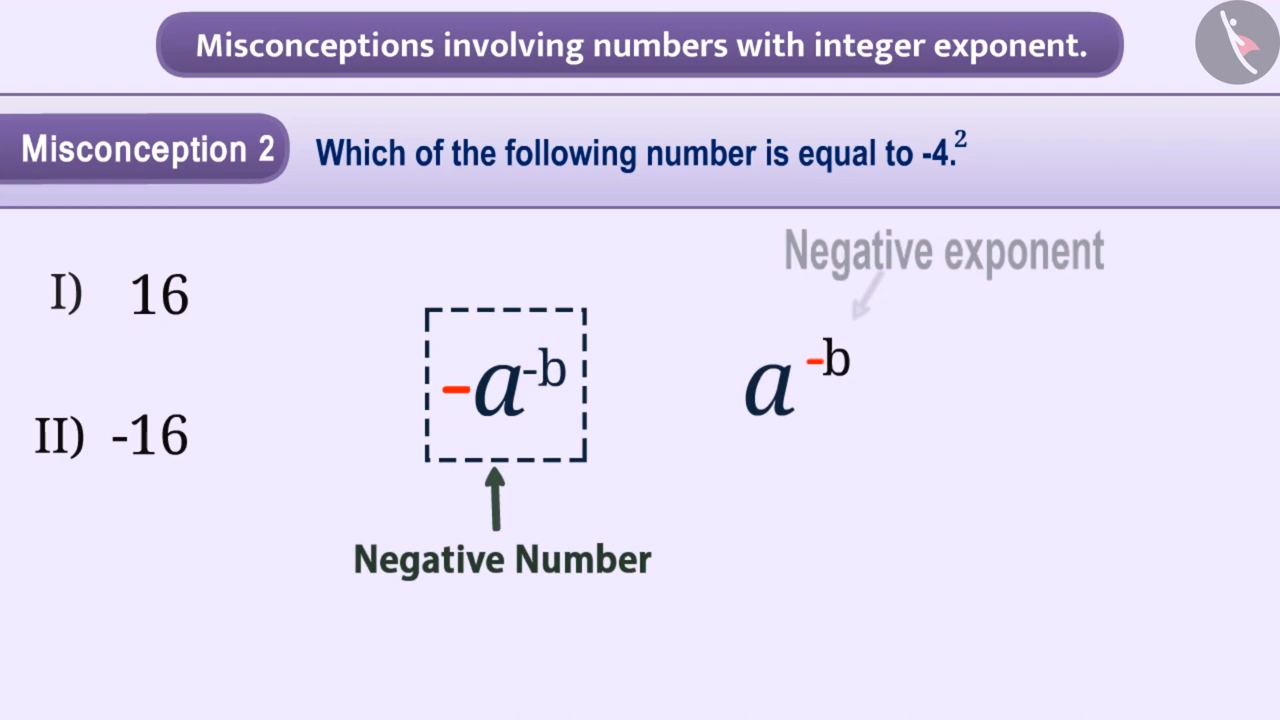 Misconceptions involving numbers with integer exponent.
Misconception 2
Which of the following number is equal to -4.²
Negative exponent
I) 16
-a⁻ᵇ
a⁻ᵇ
II) -16
Negative Number